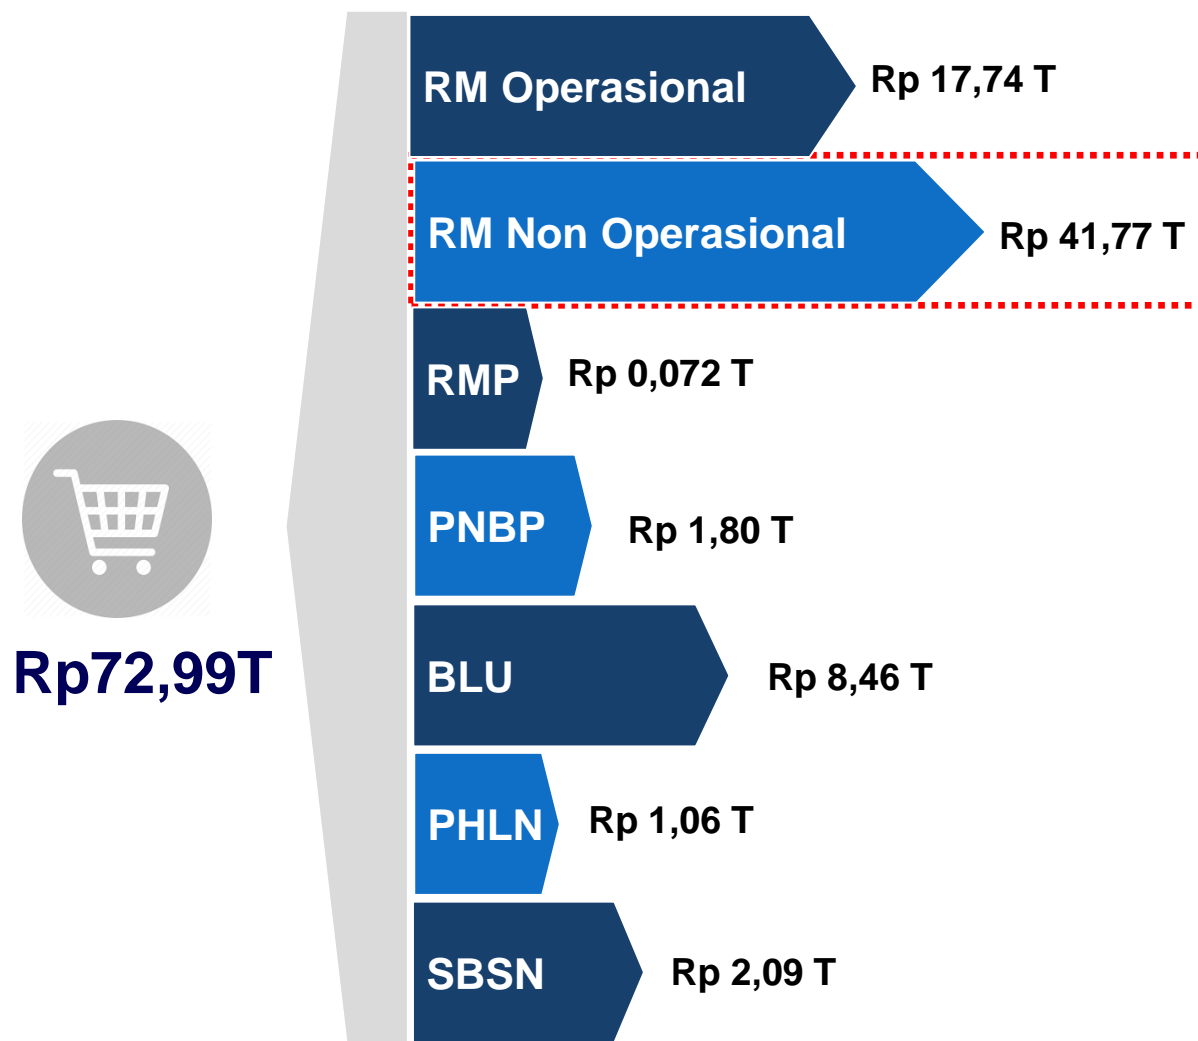 RM Operasional
Rp 17,74 T
RM Non Operasional
Rp 41,77 T
RMP
Rp 0,072 T
PNBP
Rp 1,80 T
Rp72,99T
BLU
Rp 8,46 T
PHLN
Rp 1,06 T
SBSN
Rp 2,09 T